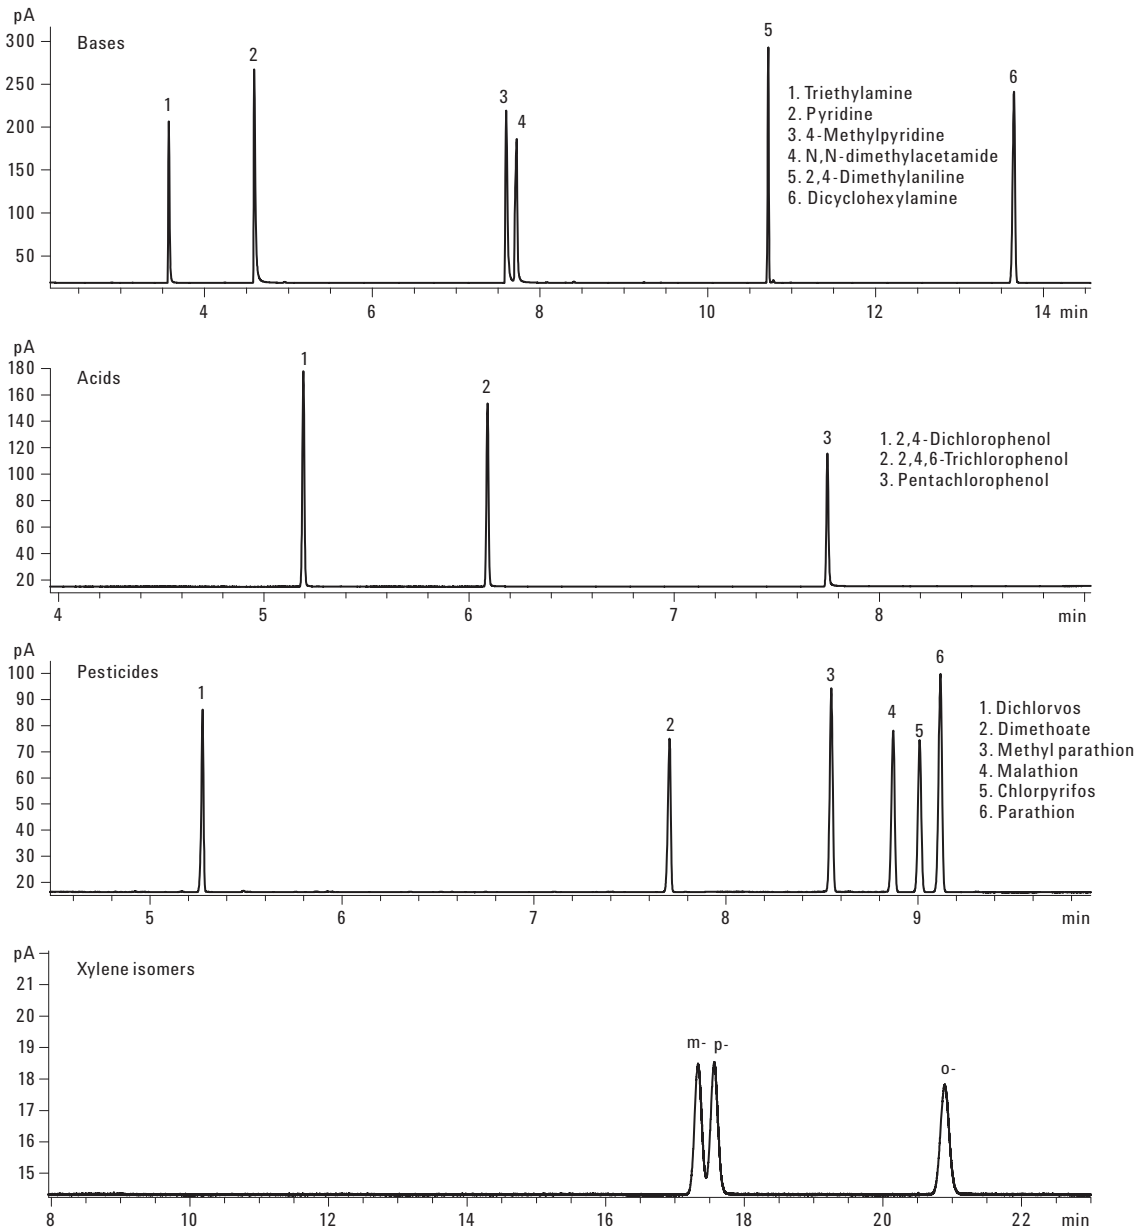 pA
Bases
300
250
200
150
100
50
1
2
3
4
5
6
1. Triethylamine
2. Pyridine
3. 4-Methylpyridine
4. N,N-dimethylacetamide
5. 2,4-Dimethylaniline
6. Dicyclohexylamine
4 6 8 10 12 14 min
pA
Acids
180
160
140
120
100
80
60
40
20
1
2
3
1. 2,4-Dichlorophenol
2. 2,4,6-Trichlorophenol
3. Pentachlorophenol
4 5 6 7 8 min
pA
Pesticides
100
90
80
70
60
50
40
30
20
1
2
3
4
5
6
1. Dichlorvos
2. Dimethoate
3. Methyl parathion
4. Malathion
5. Chlorpyrifos
6. Parathion
5 6 7 8 9 min
pA
Xylene isomers
21
20
19
18
17
16
15
m- p-
o-
8 10 12 14 16 18 20 22 min